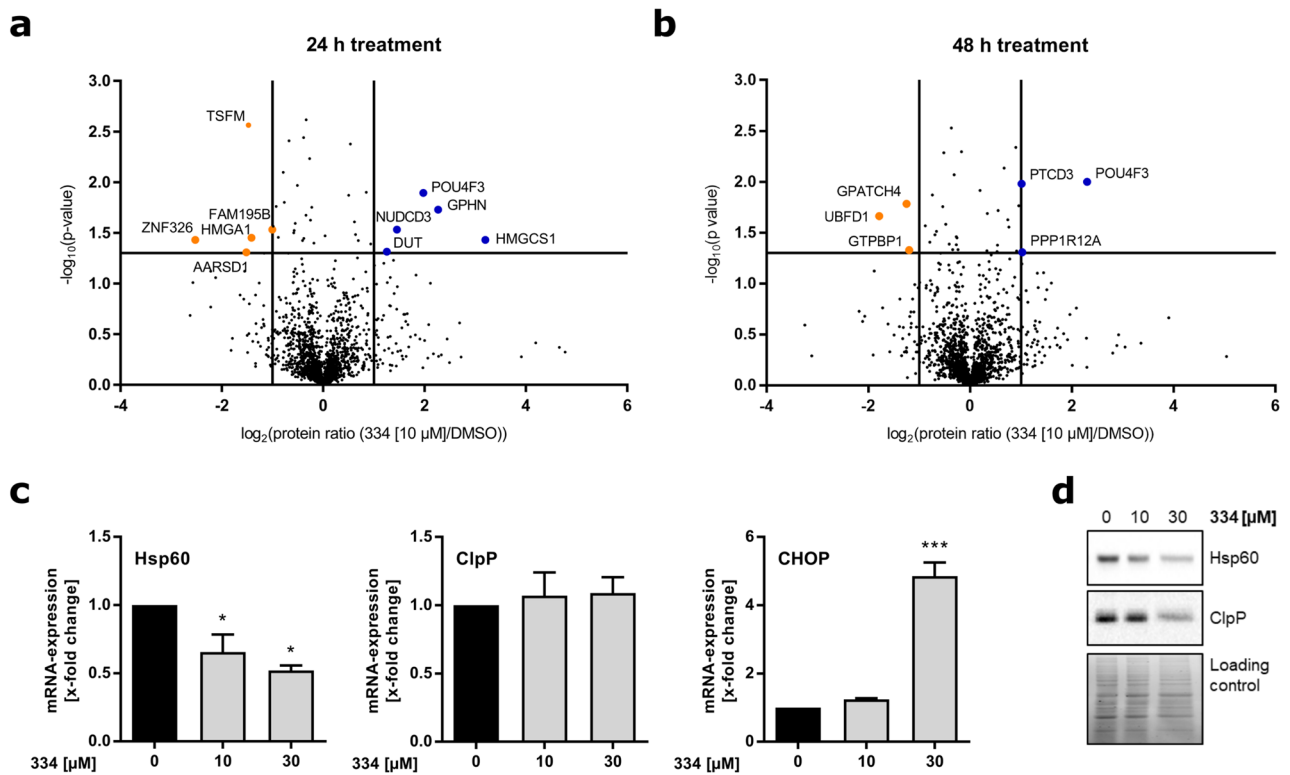 a
24 h treatment
-log10(p-value)
3.0
2.5
2.0
1.5
1.0
0.5
0.0
-4
-2
0
2
4
6
TSFM
POU4F3
GPHN
FAM195B
NUDCD3
ZNF326
HMGA1
DUT
HMGCS1
AARSD1
log2(protein ratio (334 [10 µM]/DMSO))
b
48 h treatment
-log10(p value)
3.0
2.5
2.0
1.5
1.0
0.5
0.0
-4
-2
0
2
4
6
PTCD3
POU4F3
GPATCH4
UBFD1
GTPBP1
PPP1R12A
log2(protein ratio (334 [10 µM]/DMSO))
c
mRNA-expression
[x-fold change]
1.5
1.0
0.5
0.0
Hsp60
*
*
334 [µM]
0
10
30
mRNA-expression
[x-fold change]
1.5
1.0
0.5
0.0
ClpP
334 [µM]
0
10
30
mRNA-expression
[x-fold change]
6
4
2
0
CHOP
***
334 [µM]
0
10
30
d
0 10 30 334 [µM]
Hsp60
ClpP
Loading
control